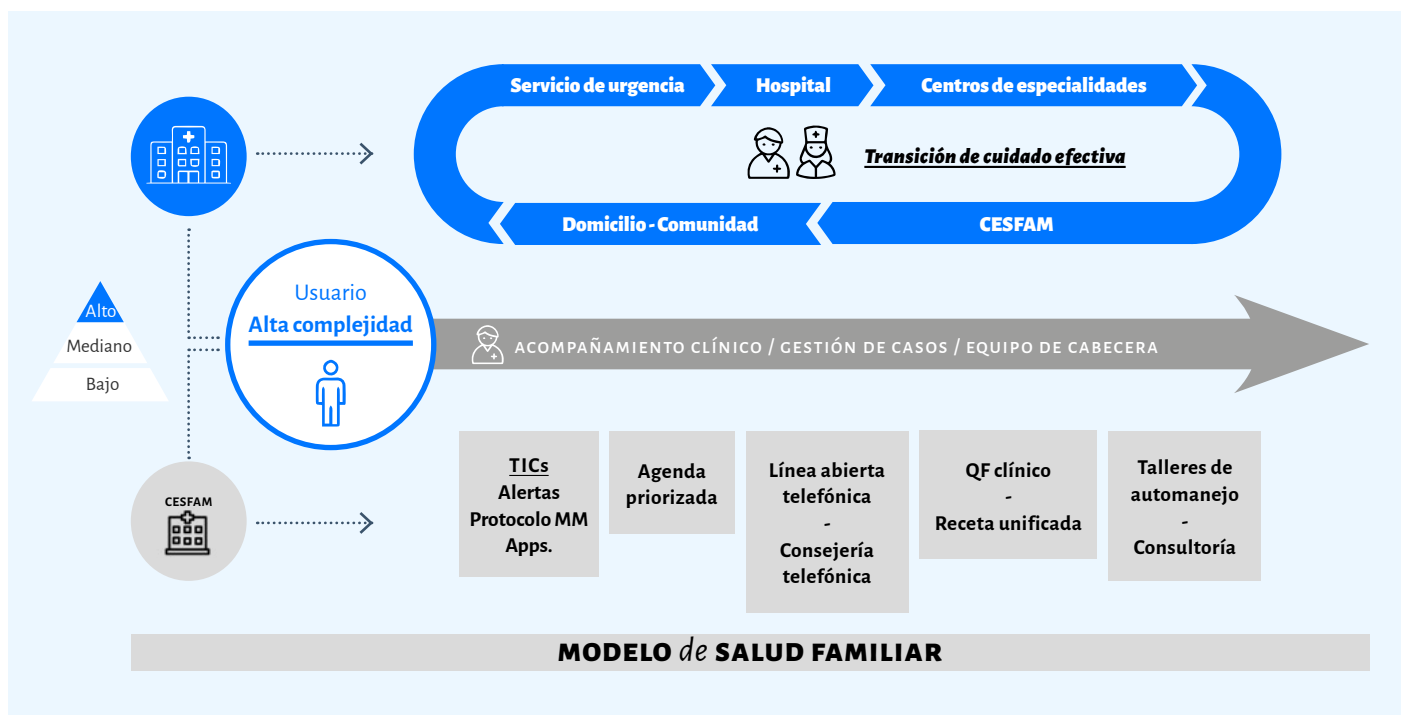 Servicio de urgencia
Hospital
Centros de especialidades
Transición de cuidado efectiva
Domicilio - Comunidad
CESFAM
Usuario
Alta complejidad
Alto
Mediano
Bajo
ACOMPAÑAMIENTO CLÍNICO / GESTIÓN DE CASOS / EQUIPO DE CABECERA
CESFAM
TICs
Alertas
Protocolo MM
Apps.
Agenda
priorizada
Línea abierta
telefónica
-
Consejería
telefónica
QF clínico
-
Receta unificada
Talleres de
automanejo
-
Consultoría
MODELO de SALUD FAMILIAR